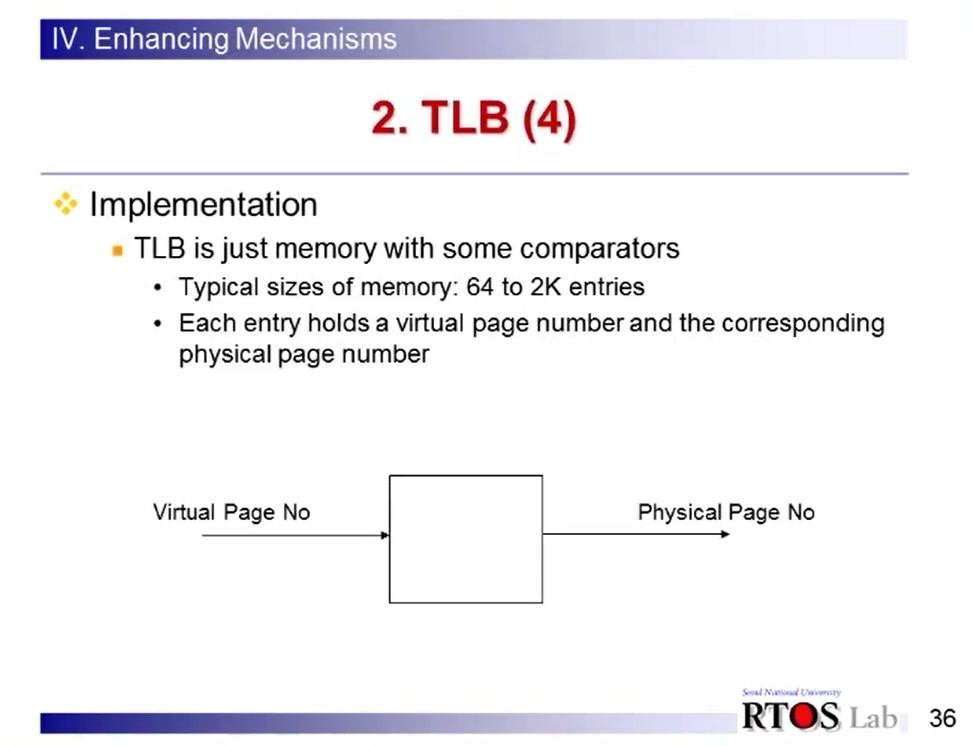 IV. Enhancing Mechanisms
2. TLB (4)
Implementation
TLB is just memory with some comparators
• Typical sizes of memory: 64 to 2K entries
• Each entry holds a virtual page number and the corresponding
physical page number
Virtual Page No
Physical Page No
Seoul National University
RTOS Lab
36